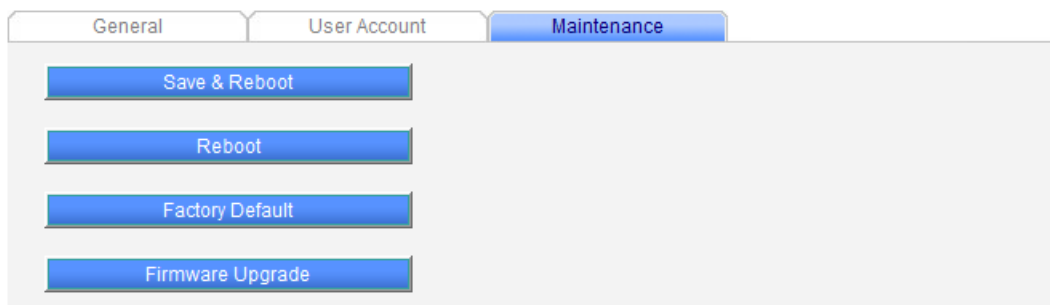 General User Account Maintenance
Save & Reboot
Reboot
Factory Default
Firmware Upgrade